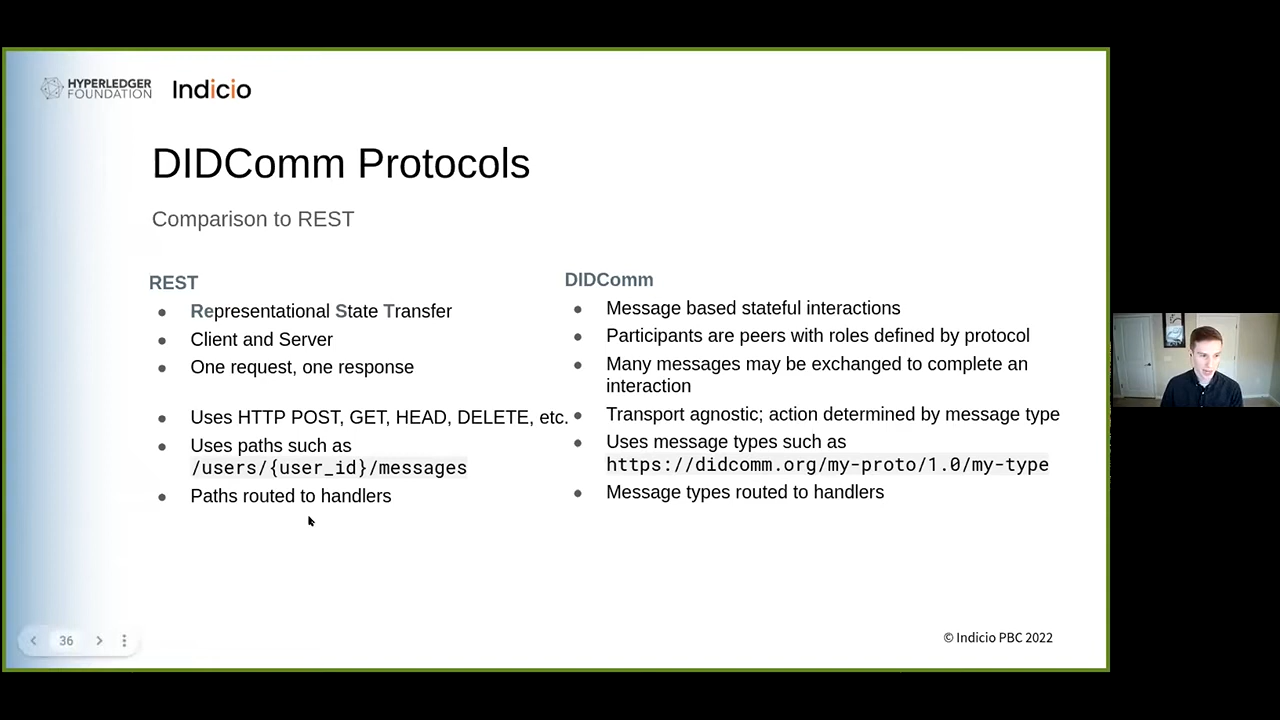 HYPERLEDGER
FOUNDATION
Indicio
DIDComm Protocols
Comparison to REST
REST
Representational State Transfer
Client and Server
One request, one response
Uses HTTP POST, GET, HEAD, DELETE, etc.
Uses paths such as
/users/{user_id}/messages
Paths routed to handlers
DIDComm
Message based stateful interactions
Participants are peers with roles defined by protocol
Many messages may be exchanged to complete an
interaction
Transport agnostic; action determined by message type
Uses message types such as
https://didcomm.org/my-proto/1.0/my-type
Message types routed to handlers
36
© Indicio PBC 2022